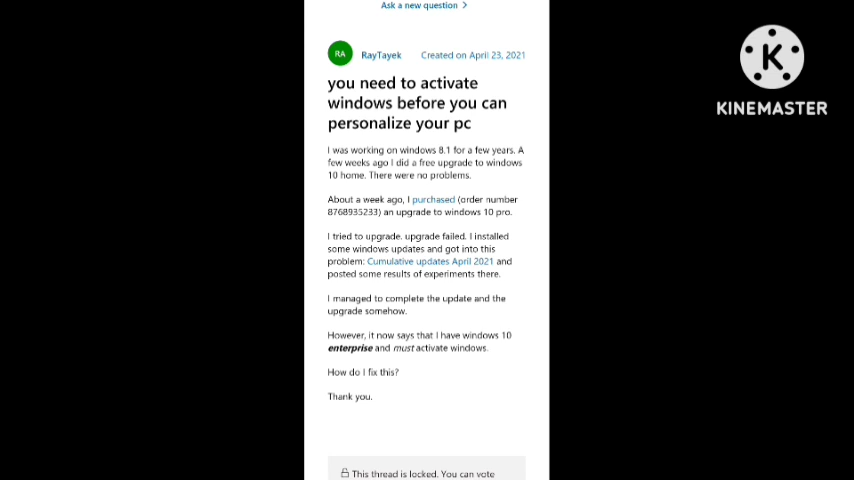 Ask a new question >
RA RayTayek Created on April 23, 2021
you need to activate
windows before you can
personalize your pc
I was working on windows 8.1 for a few years. A
few weeks ago I did a free upgrade to windows
10 home. There were no problems.
About a week ago, I purchased (order number
8768935233) an upgrade to windows 10 pro.
I tried to upgrade. upgrade failed. I installed
some windows updates and got into this
problem: Cumulative updates April 2021 and
posted some results of experiments there.
I managed to complete the update and the
upgrade somehow.
However, it now says that I have windows 10
enterprise and must activate windows.
How do I fix this?
Thank you.
This thread is locked. You can vote
K
KINEMASTER